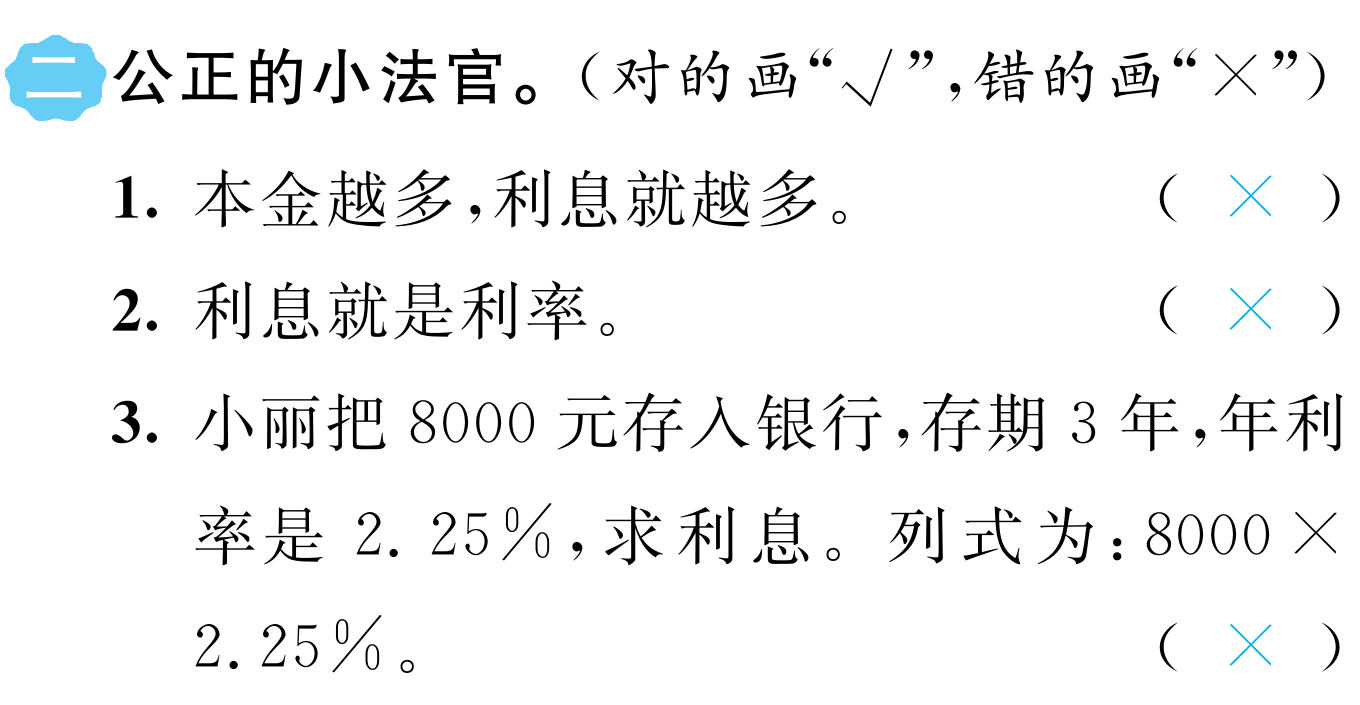 二 公正的小法官。(对的画“√”,错的画“×”)
1. 本金越多,利息就越多。 ( × )
2. 利息就是利率。 ( × )
3. 小丽把 8000 元存入银行,存期 3 年,年利
率是 2.25%,求利息。列式为:8000×
2.25%。 ( × )